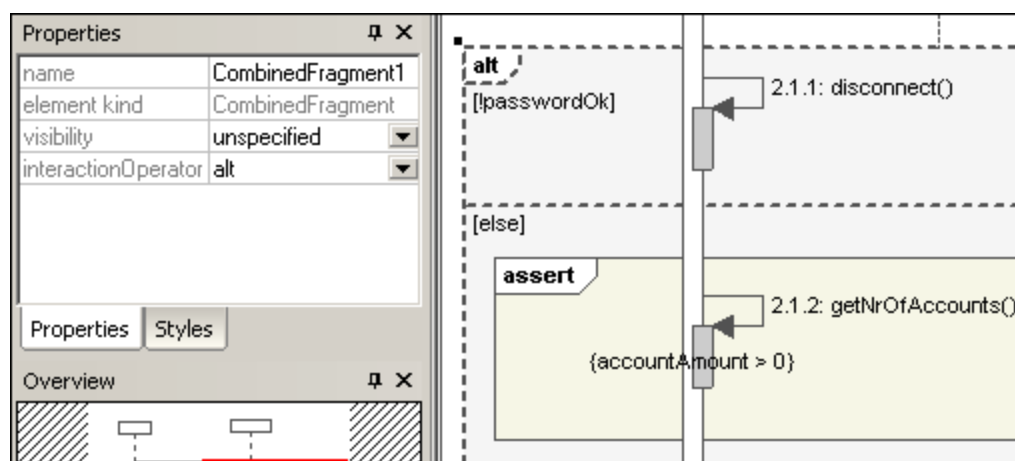 Properties
name CombinedFragment1
element kind CombinedFragment
visibility unspecified
interactionOperator alt
Properties Styles
Overview
alt
[!passwordOk]
2.1.1: disconnect()
[else]
assert
2.1.2: getNrOfAccounts()
{accountAmount > 0}